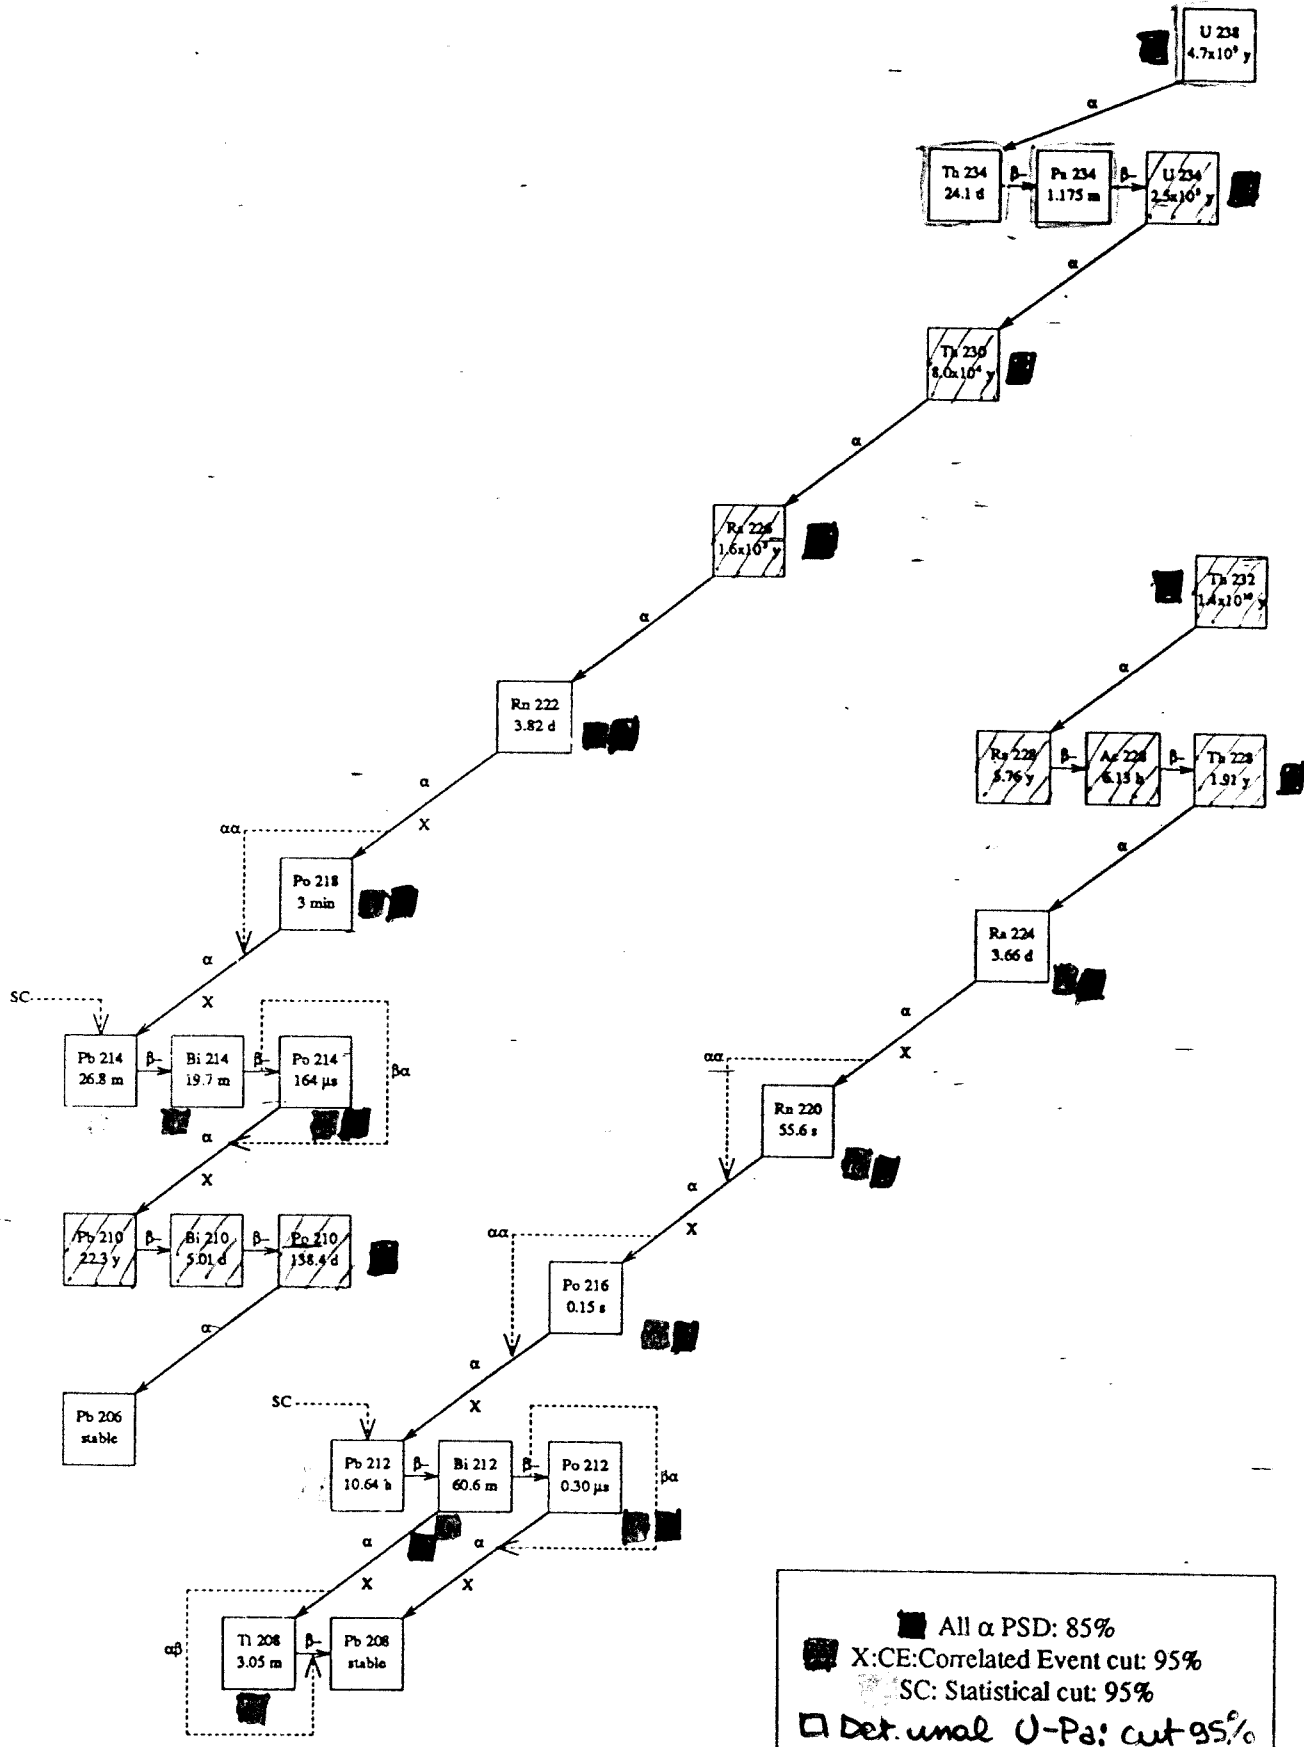 U 238
4.7x10⁹ y
α
Th 234
24.1 d
β-
Pa 234
1.175 m
β-
U 234
2.5x10⁵ y
α
Th 230
8.0x10⁴ y
α
Ra 226
1.6x10³ y
α
Rn 222
3.82 d
α
X
αα
Po 218
3 min
α
X
SC
Pb 214
26.8 m
β-
Bi 214
19.7 m
β-
Po 214
164 μs
βα
α
X
Pb 210
22.3 y
β-
Bi 210
5.01 d
β-
Po 210
138.4 d
α
Pb 206
stable
Th 232
1.4x10¹⁰ y
α
Ra 228
5.76 y
β-
Ac 228
6.13 h
β-
Th 228
1.91 y
α
Ra 224
3.66 d
α
X
αα
Rn 220
55.6 s
α
X
αα
Po 216
0.15 s
α
X
SC
Pb 212
10.64 h
β-
Bi 212
60.6 m
β-
Po 212
0.30 μs
βα
α
X
α
X
αβ
Tl 208
3.05 m
β-
Pb 208
stable
All α PSD: 85%
X:CE:Correlated Event cut: 95%
SC: Statistical cut: 95%
Det. U-Pa: cut 95%